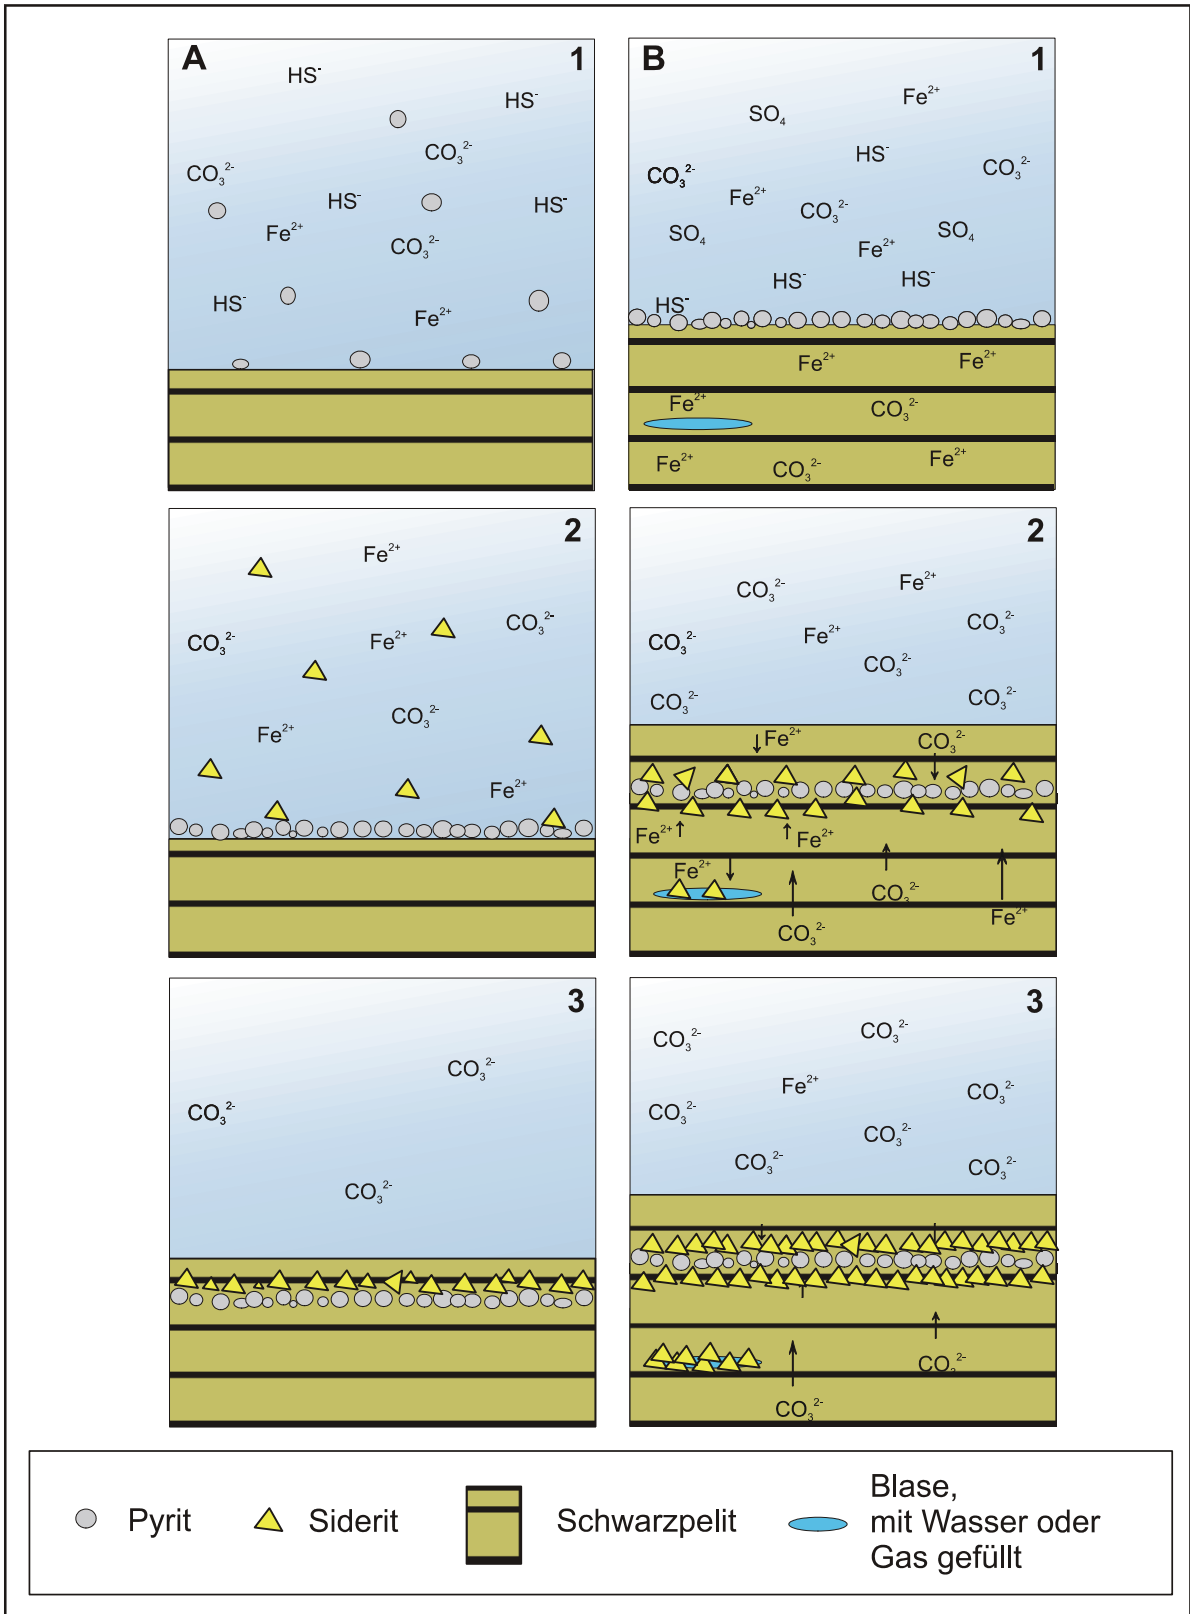 A
1
HS⁻
HS⁻
CO₃²⁻
CO₃²⁻
HS⁻
HS⁻
Fe²⁺
CO₃²⁻
HS⁻
Fe²⁺
B
1
Fe²⁺
SO₄
HS⁻
CO₃²⁻
CO₃²⁻
Fe²⁺
CO₃²⁻
SO₄
SO₄
Fe²⁺
HS⁻
HS⁻
HS⁻
Fe²⁺
Fe²⁺
Fe²⁺
CO₃²⁻
Fe²⁺
CO₃²⁻
Fe²⁺
2
Fe²⁺
CO₃²⁻
CO₃²⁻
Fe²⁺
CO₃²⁻
Fe²⁺
Fe²⁺
2
CO₃²⁻
Fe²⁺
CO₃²⁻
Fe²⁺
CO₃²⁻
CO₃²⁻
CO₃²⁻
CO₃²⁻
Fe²⁺
CO₃²⁻
Fe²⁺
Fe²⁺
Fe²⁺
CO₃²⁻
Fe²⁺
CO₃²⁻
3
CO₃²⁻
CO₃²⁻
CO₃²⁻
3
CO₃²⁻
CO₃²⁻
Fe²⁺
CO₃²⁻
CO₃²⁻
CO₃²⁻
CO₃²⁻
CO₃²⁻
CO₃²⁻
CO₃²⁻
Pyrit
Siderit
Schwarzpelit
Blase,
mit Wasser oder
Gas gefüllt